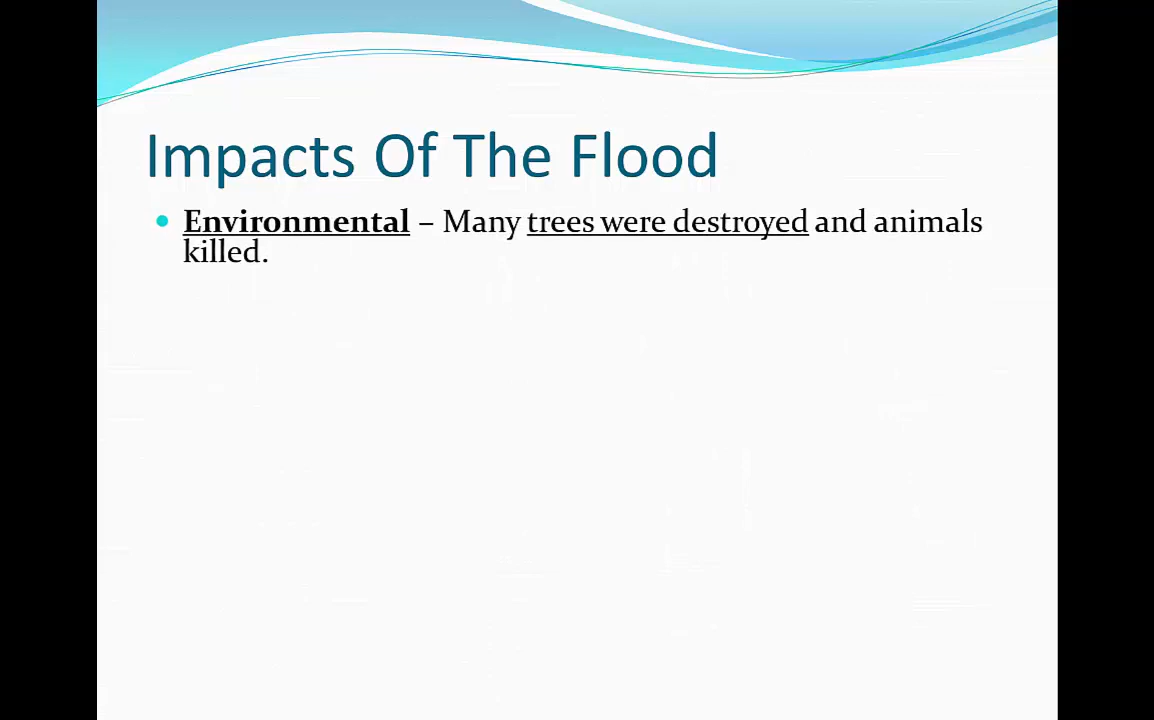 Impacts Of The Flood
• Environmental – Many trees were destroyed and animals
killed.